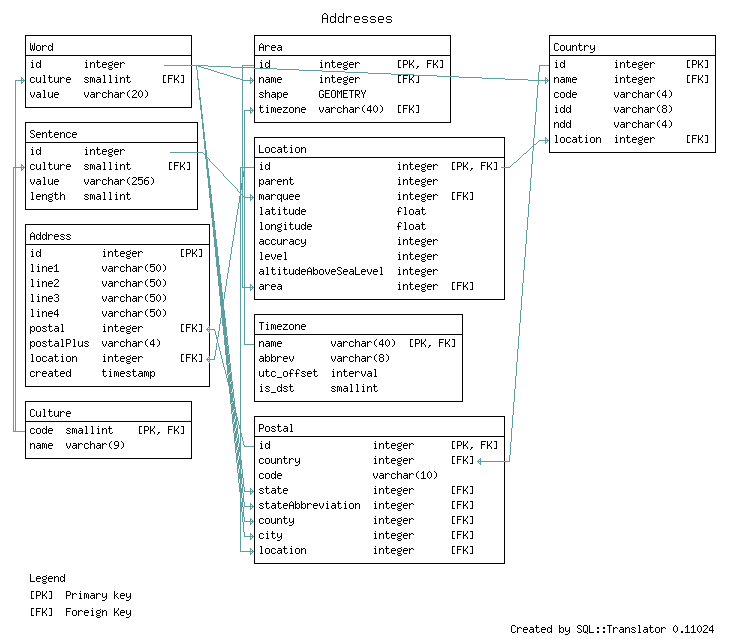 Addresses
Word
id integer
culture smallint [FK]
value varchar(20)
Sentence
id integer
culture smallint [FK]
value varchar(256)
length smallint
Address
id integer [PK]
line1 varchar(50)
line2 varchar(50)
line3 varchar(50)
line4 varchar(50)
postal integer [FK]
postalPlus varchar(4)
location integer [FK]
created timestamp
Culture
code smallint [PK, FK]
name varchar(9)
Area
id integer [PK, FK]
name integer [FK]
shape GEOMETRY
timezone varchar(40) [FK]
Location
id integer [PK, FK]
parent integer
marquee integer [FK]
latitude float
longitude float
accuracy integer
level integer
altitudeAboveSeaLevel integer
area integer [FK]
Timezone
name varchar(40) [PK, FK]
abbrev varchar(8)
utc_offset interval
is_dst smallint
Postal
id integer [PK, FK]
country integer [FK]
code varchar(10)
state integer [FK]
stateAbbreviation integer [FK]
county integer [FK]
city integer [FK]
location integer [FK]
Country
id integer [PK]
name integer [FK]
code varchar(4)
idd varchar(8)
ndd varchar(4)
location integer [FK]
Legend
[PK] Primary key
[FK] Foreign Key
Created by SQL::Translator 0.11024